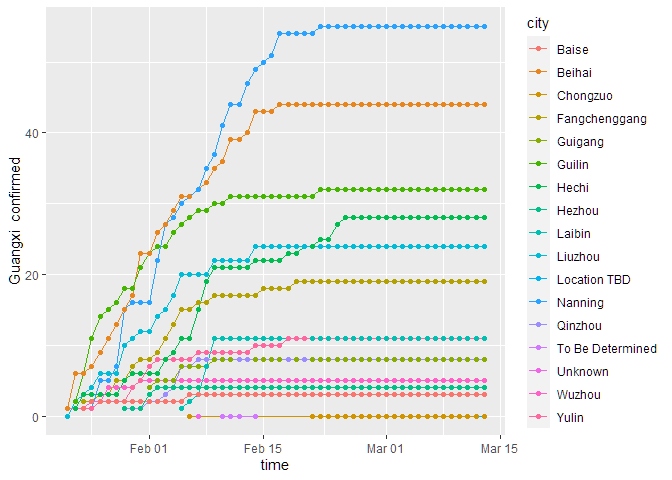 city
Baise
Beihai
Chongzuo
Fangchenggang
Guigang
Guilin
Hechi
Hezhou
Laibin
Liuzhou
Location TBD
Nanning
Qinzhou
To Be Determined
Unknown
Wuzhou
Yulin
Guangxi confirmed
40
20
0
Feb 01 Feb 15 Mar 01 Mar 15
time